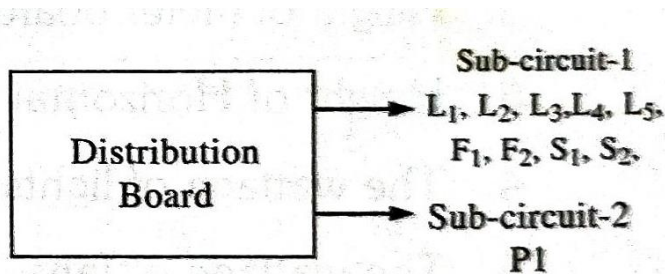 Sub-circuit-1
L₁, L₂, L₃,L₄, L₅,
F₁, F₂, S₁, S₂,
Distribution
Board
Sub-circuit-2
P1